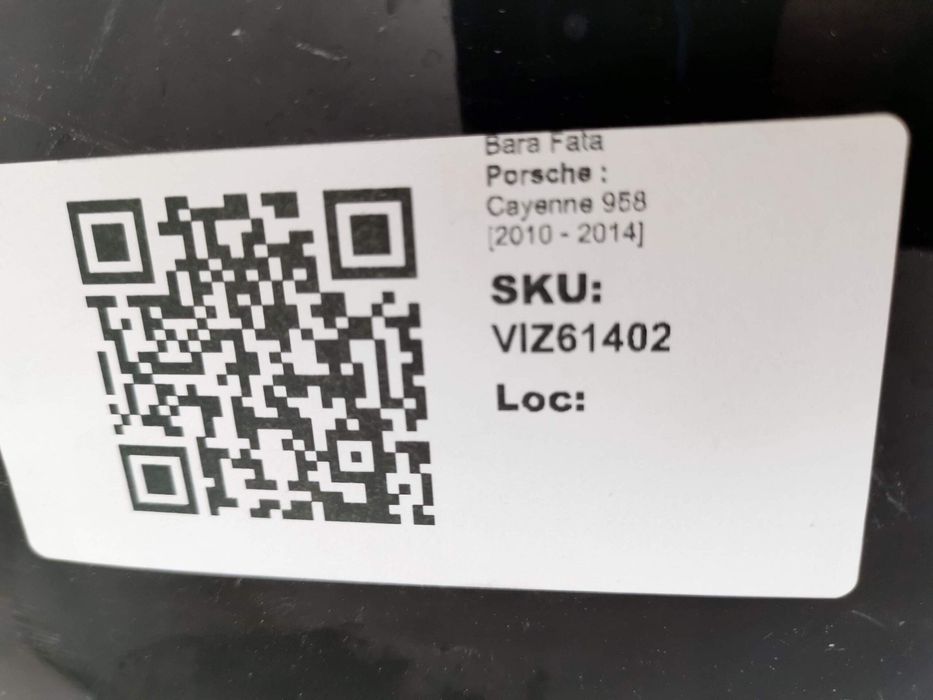 Bara Fata
Porsche :
Cayenne 958
[2010 - 2014]
SKU:
VIZ61402
Loc: